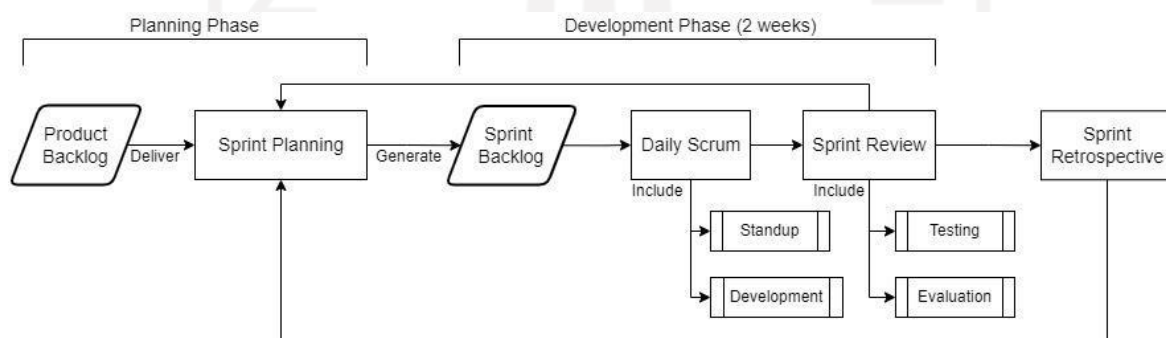 Planning Phase
Development Phase (2 weeks)
Product
Backlog
Deliver
Sprint Planning
Generate
Sprint
Backlog
Daily Scrum
Sprint Review
Sprint
Retrospective
Include
Include
Standup
Testing
Development
Evaluation